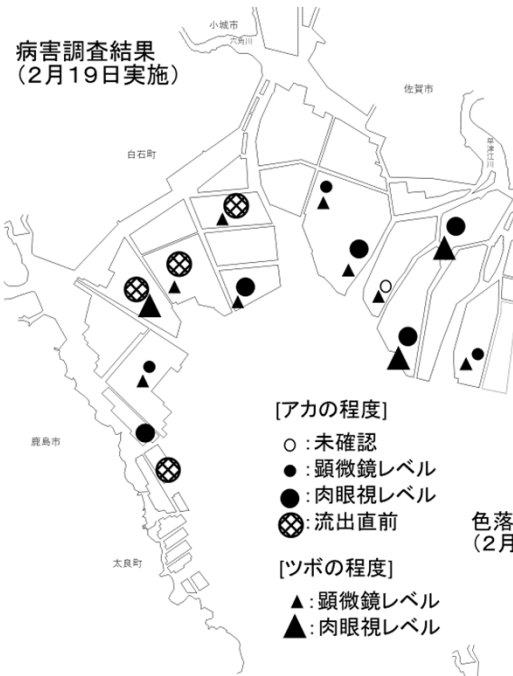 病害調査結果
（2月19日実施）
小城市
六角川
佐賀市
早津江川
白石町
鹿島市
太良町
[アカの程度]
○：未確認
●：顕微鏡レベル
●：肉眼視レベル
：流出直前
[ツボの程度]
▲：顕微鏡レベル
▲：肉眼視レベル
色落
（2月